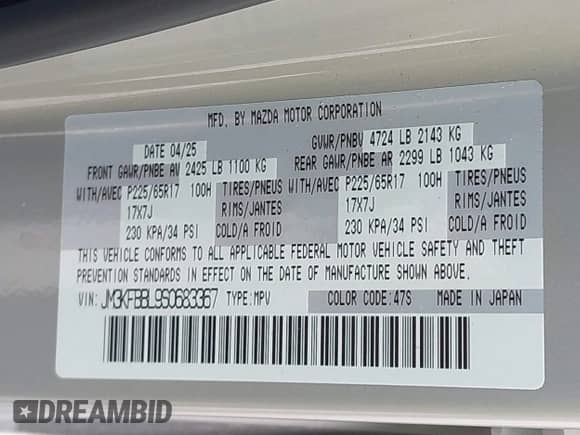 MFD. BY MAZDA MOTOR CORPORATION
DATE 04/25 GVWR/PNBV 4724 LB 2143 KG
FRONT GAWR/PNBE AV 2425 LB 1100 KG REAR GAWR/PNBE AR 2299 LB 1043 KG
WITH/AVEC P225/65R17 100H TIRES/PNEUS WITH/AVEC P225/65R17 100H TIRES/PNEUS
17X7J RIMS/JANTES 17X7J RIMS/JANTES
230 KPA/34 PSI COLD/A FROID 230 KPA/34 PSI COLD/A FROID
THIS VEHICLE CONFORMS TO ALL APPLICABLE FEDERAL MOTOR VEHICLE SAFETY AND THEFT
PREVENTION STANDARDS IN EFFECT ON THE DATE OF MANUFACTURE SHOWN ABOVE.
VIN: JM3KFBBL9S0683367 TYPE: MPV COLOR CODE: 47S MADE IN JAPAN
DREAMBID